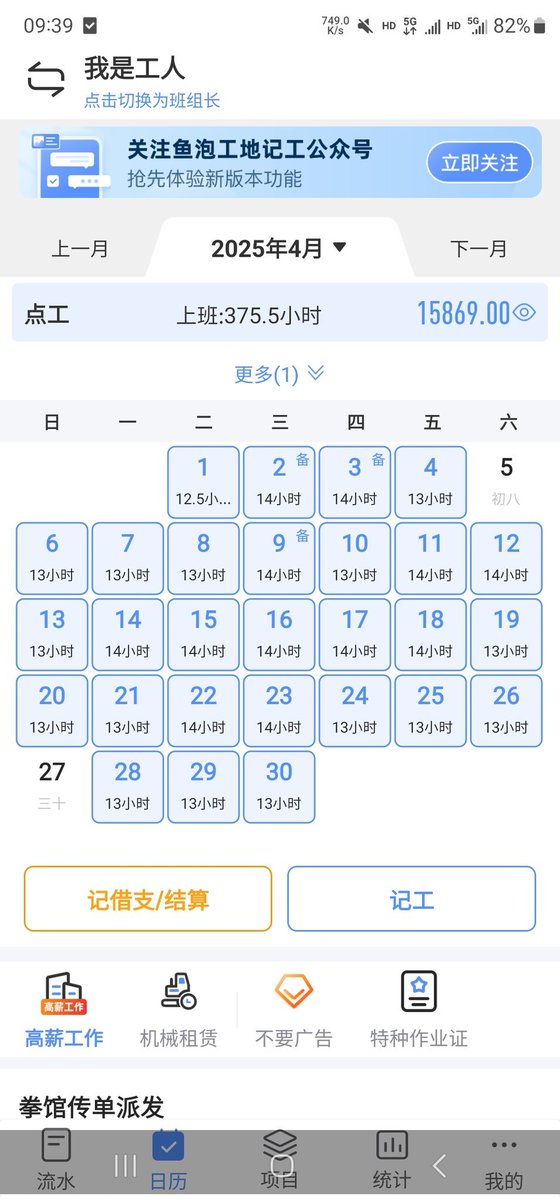 09:39 749.0 K/s HD 5G HD 5G 82%
我是工人
点击切换为班组长
关注鱼泡工地记工公众号
抢先体验新版本功能
立即关注
上一月 2025年4月 下一月
点工 上班:375.5小时 15869.00
更多(1)
日 一 二 三 四 五 六
1 2 备 3 备 4 5
12.5小... 14小时 14小时 13小时 初八
6 7 8 9 备 10 11 12
13小时 13小时 13小时 14小时 13小时 14小时 14小时
13 14 15 16 17 18 19
13小时 14小时 14小时 14小时 14小时 14小时 13小时
20 21 22 23 24 25 26
13小时 13小时 14小时 14小时 13小时 13小时 13小时
27 28 29 30
三十 13小时 13小时 13小时
记借支/结算 记工
高薪工作
高薪工作 机械租赁 不要广告 特种作业证
拳馆传单派发
流水 日历 项目 统计 我的